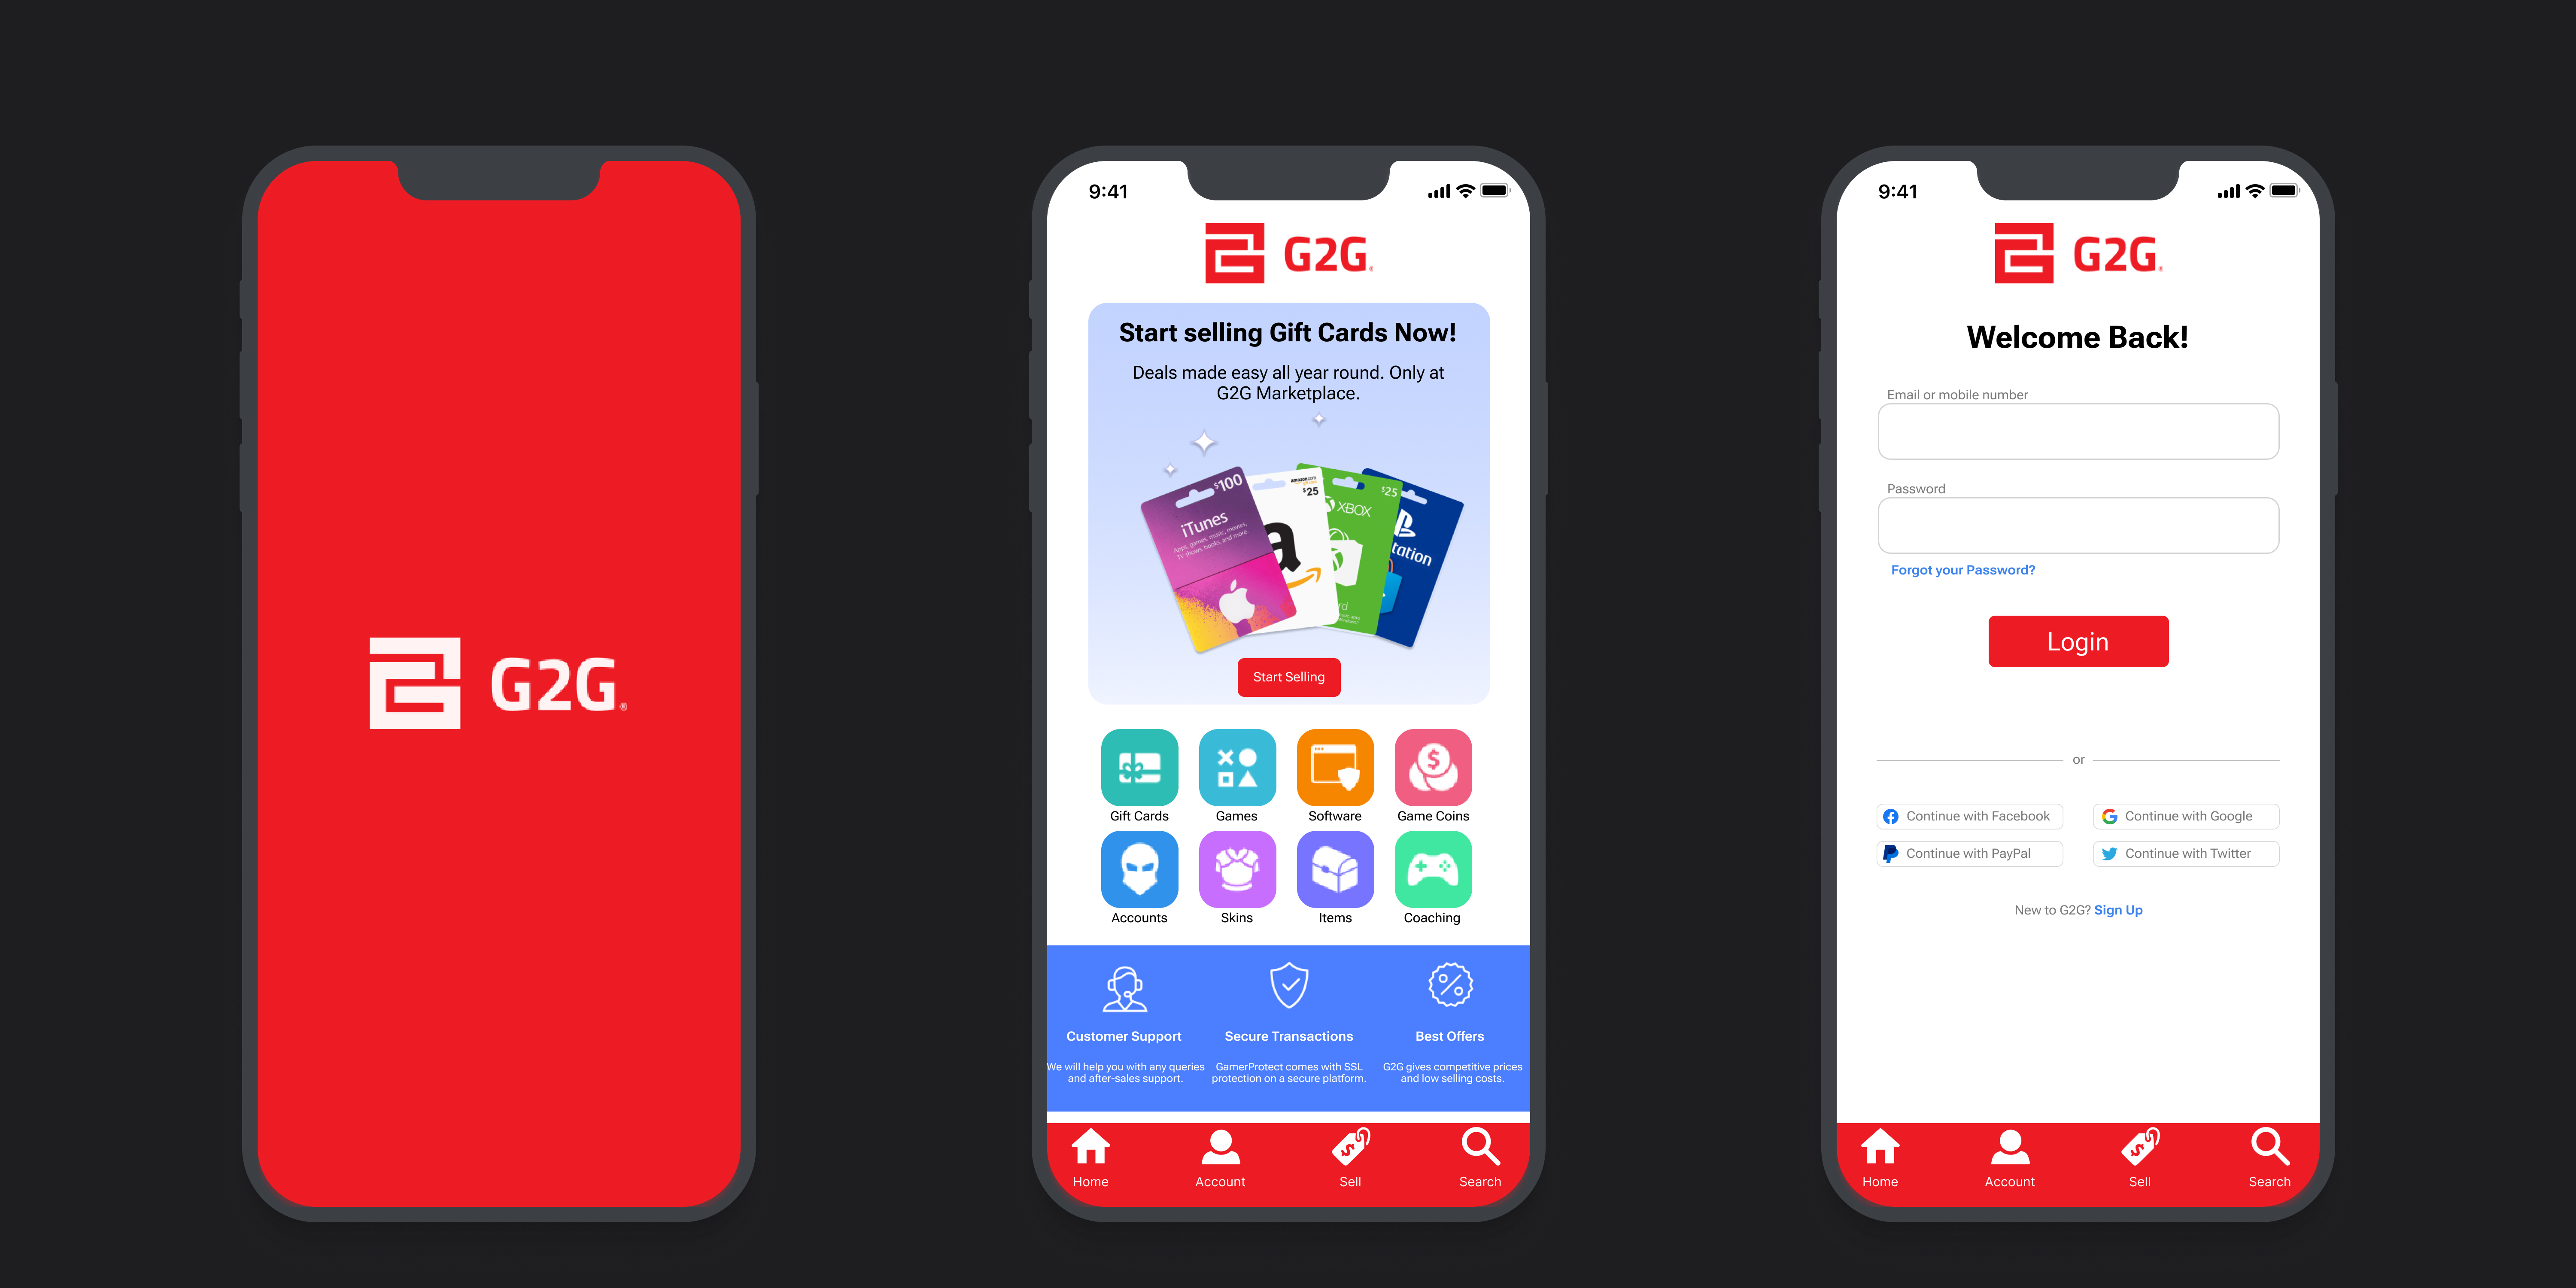 G2G®
9:41
G2G
Start selling Gift Cards Now!
Deals made easy all year round. Only at
G2G Marketplace.
$100
iTunes
Apps, games, music, movies,
TV shows, books, and more.
amazon.com
$25
a
XBOX
$25
rd
tation
Start Selling
Gift Cards
Games
Software
Game Coins
Accounts
Skins
Items
Coaching
Customer Support
We will help you with any queries
and after-sales support.
Secure Transactions
GamerProtect comes with SSL
protection on a secure platform.
Best Offers
G2G gives competitive prices
and low selling costs.
Home
Account
Sell
Search
9:41
G2G
Welcome Back!
Email or mobile number
Password
Forgot your Password?
Login
or
Continue with Facebook
Continue with Google
Continue with PayPal
Continue with Twitter
New to G2G? Sign Up
Home
Account
Sell
Search